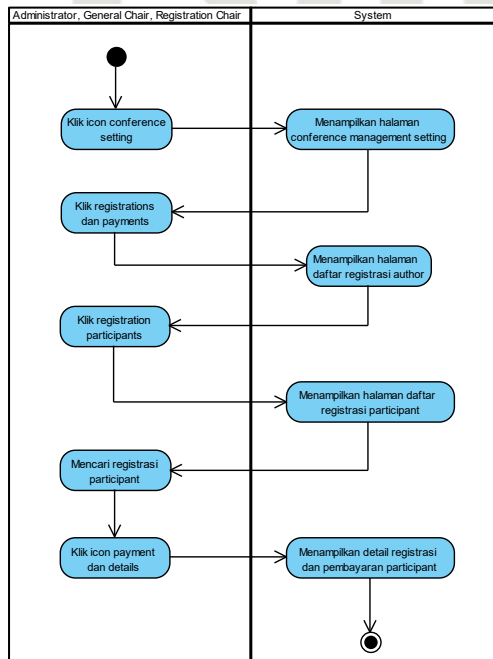 Administrator, General Chair, Registration Chair
System
Klik icon conference
setting
Menampilkan halaman
conference management setting
Klik registrations
dan payments
Menampilkan halaman
daftar registrasi author
Klik registration
participants
Menampilkan halaman daftar
registrasi participant
Mencari registrasi
participant
Klik icon payment
dan details
Menampilkan detail registrasi
dan pembayaran participant